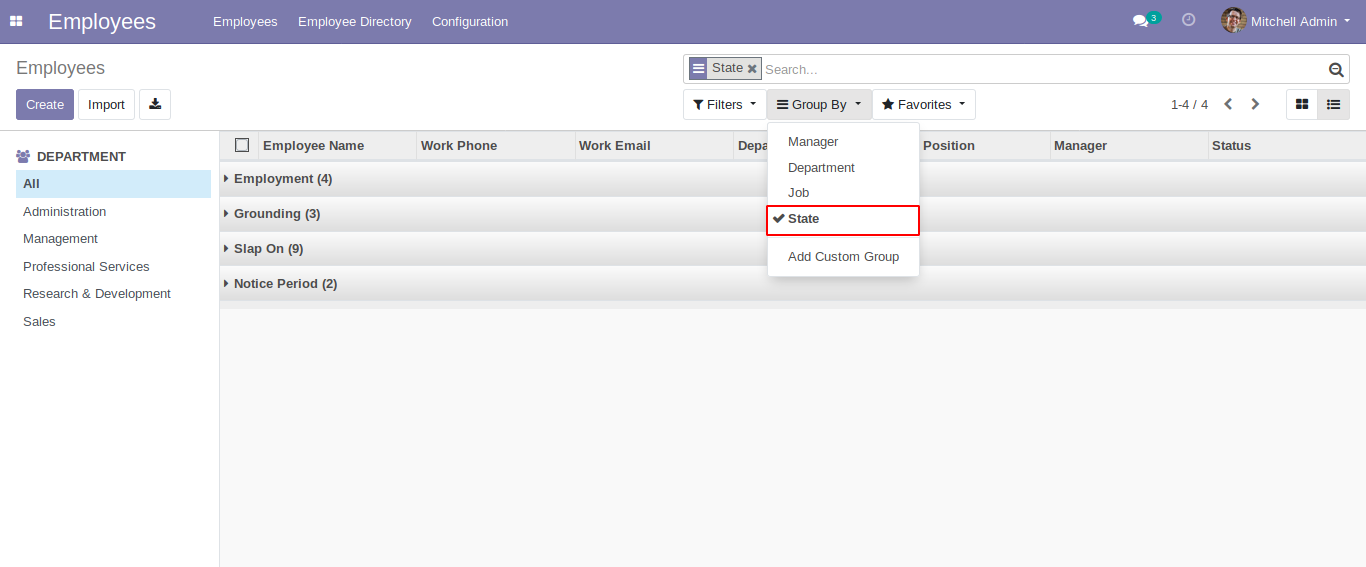 Employees Employees Employee Directory Configuration 3 Mitchell Admin
Employees
State Search...
Create Import Filters Group By Favorites 1-4 / 4
DEPARTMENT
All
Administration
Management
Professional Services
Research & Development
Sales
Employee Name Work Phone Work Email Depa Position Manager Status
Employment (4)
Grounding (3)
Slap On (9)
Notice Period (2)
Manager
Department
Job
State
Add Custom Group